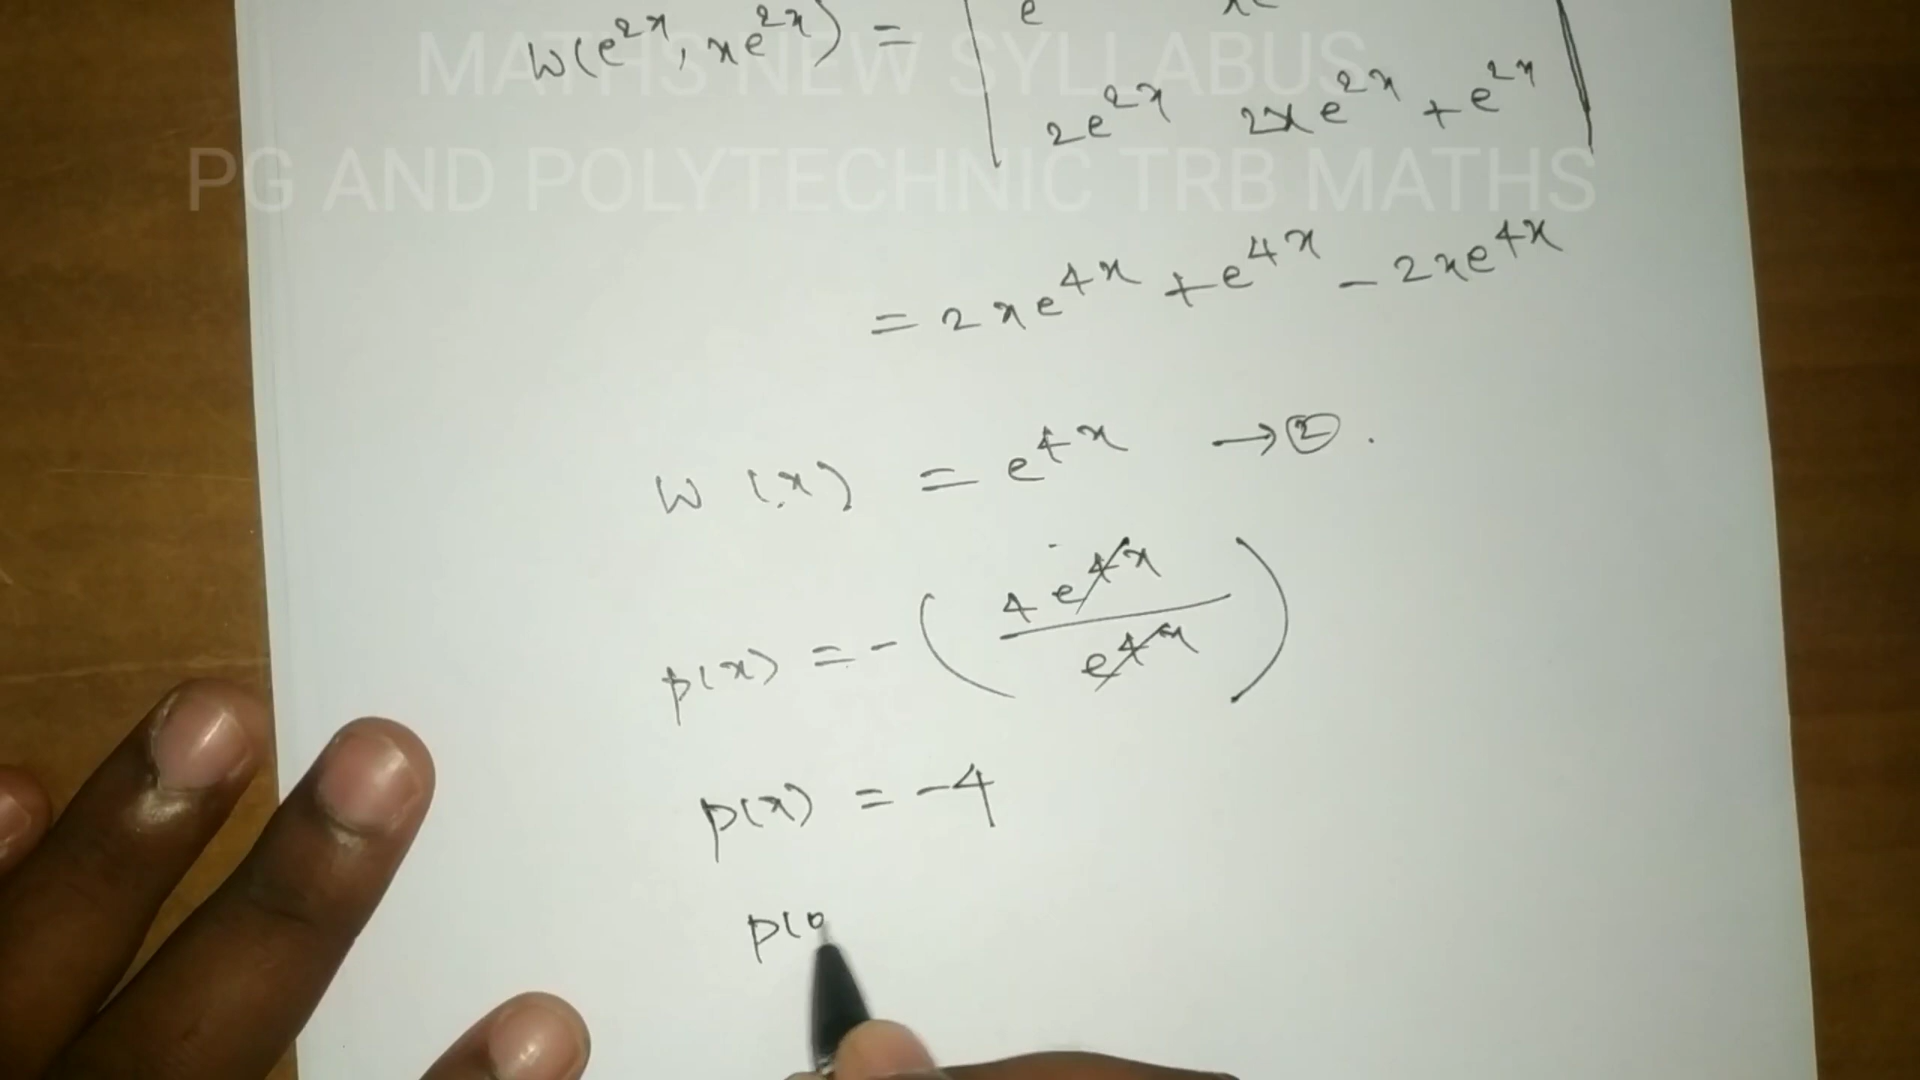 W(e^{2x}, xe^{2x}) = | e
2e^{2x} 2xe^{2x} + e^{2x} |
MATHS NEW SYLLABUS
PG AND POLYTECHNIC TRB MATHS
= 2xe^{4x} + e^{4x} - 2xe^{4x}
W(x) = e^{4x} → ②.
p(x) = - ( 4e^{4x} / e^{4x} )
p(x) = -4
p(0